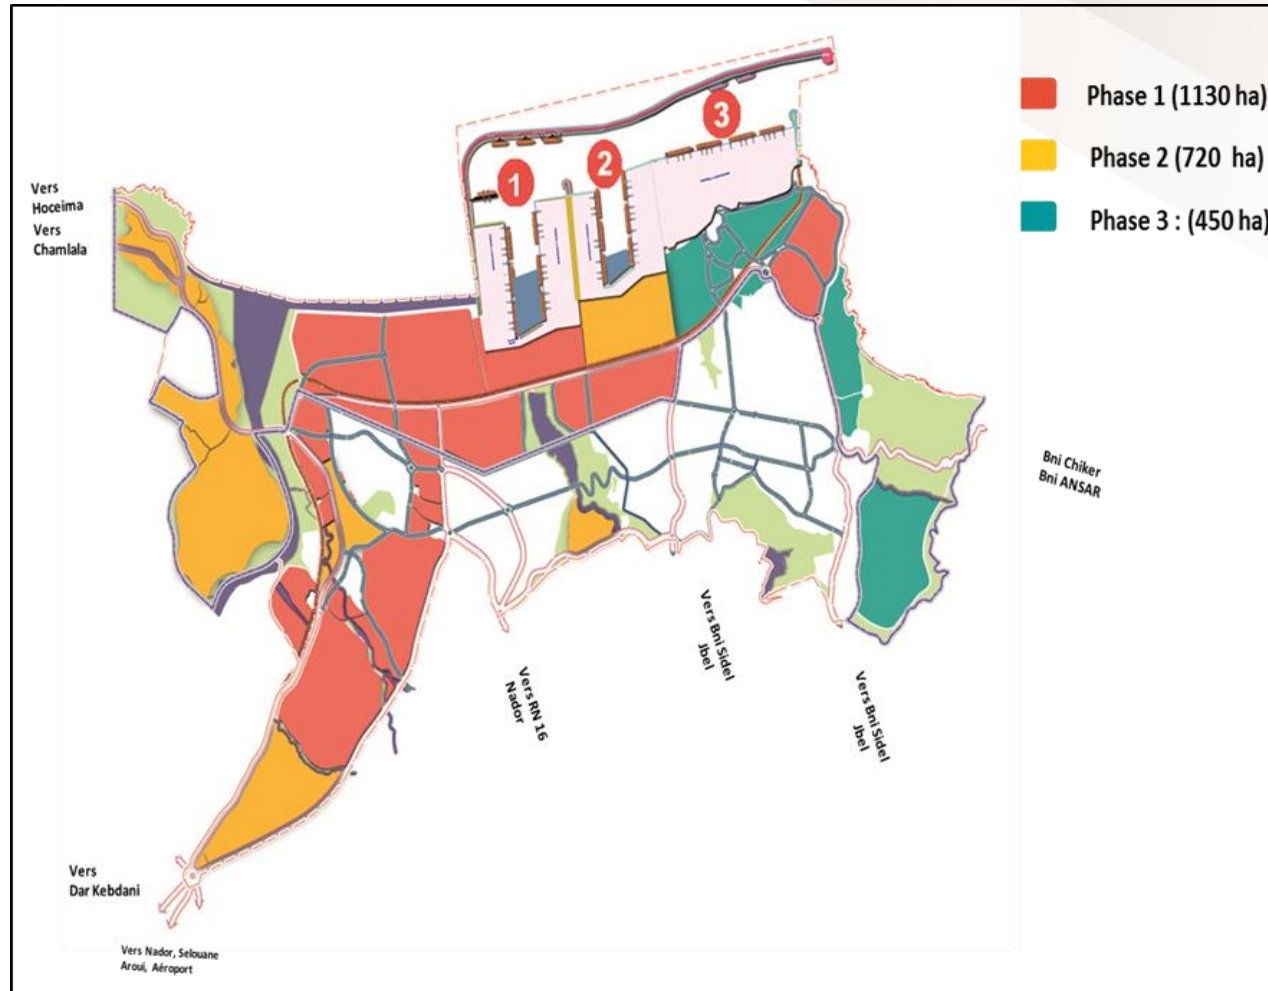 Phase 1 (1130 ha)
Phase 2 (720 ha)
Phase 3 : (450 ha)
1
2
3
Vers
Hoceima
Vers
Chamlala
Bni Chiker
Bni ANSAR
Vers Bni Sidel
Jbel
Vers Bni Sidel
Jbel
Vers RN 16
Nador
Vers
Dar Kebdani
Vers Nador, Selouane
Aroui, Aéroport